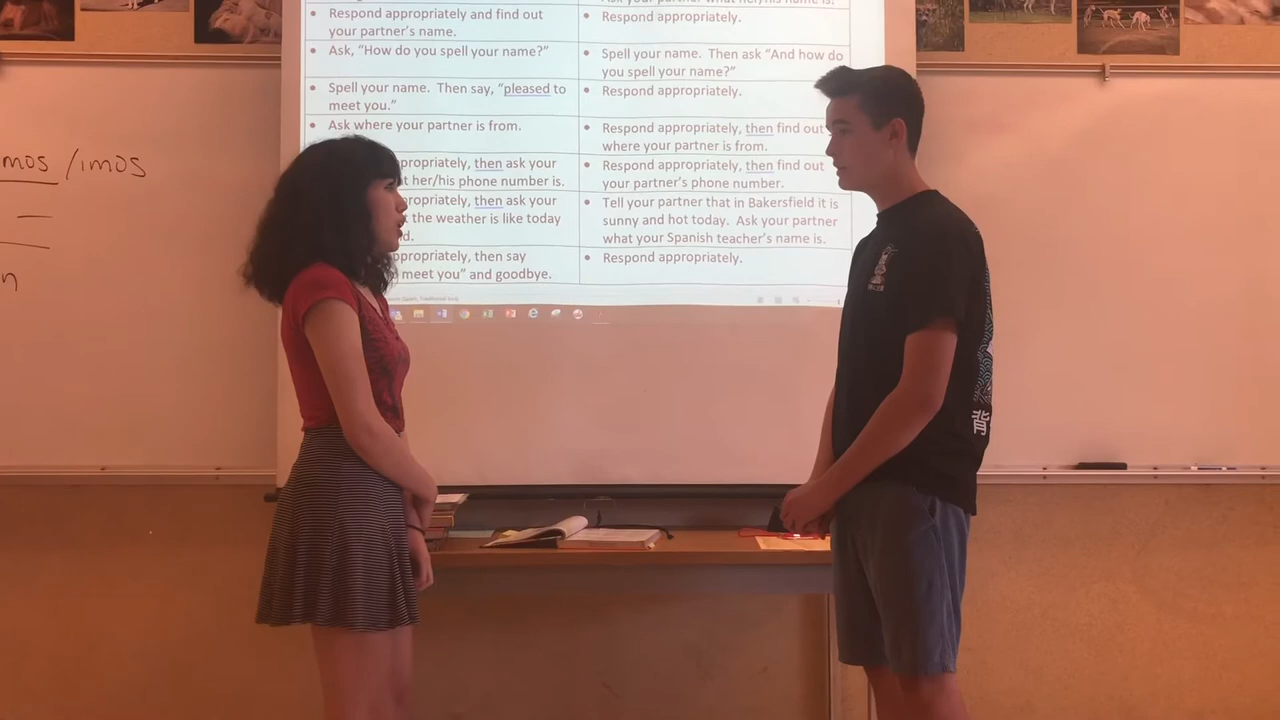 Respond appropriately and find out
your partner's name.
Respond appropriately.
Ask, "How do you spell your name?"
Spell your name. Then ask "And how do
you spell your name?"
Spell your name. Then say, "pleased to
meet you."
Respond appropriately.
Ask where your partner is from.
Respond appropriately, then find out
where your partner is from.
propriately, then ask your
her/his phone number is.
Respond appropriately, then find out
your partner's phone number.
propriately, then ask your
the weather is like today
Tell your partner that in Bakersfield it is
sunny and hot today. Ask your partner
what your Spanish teacher's name is.
ppropriately, then say
meet you" and goodbye.
Respond appropriately.
mos /imos
n